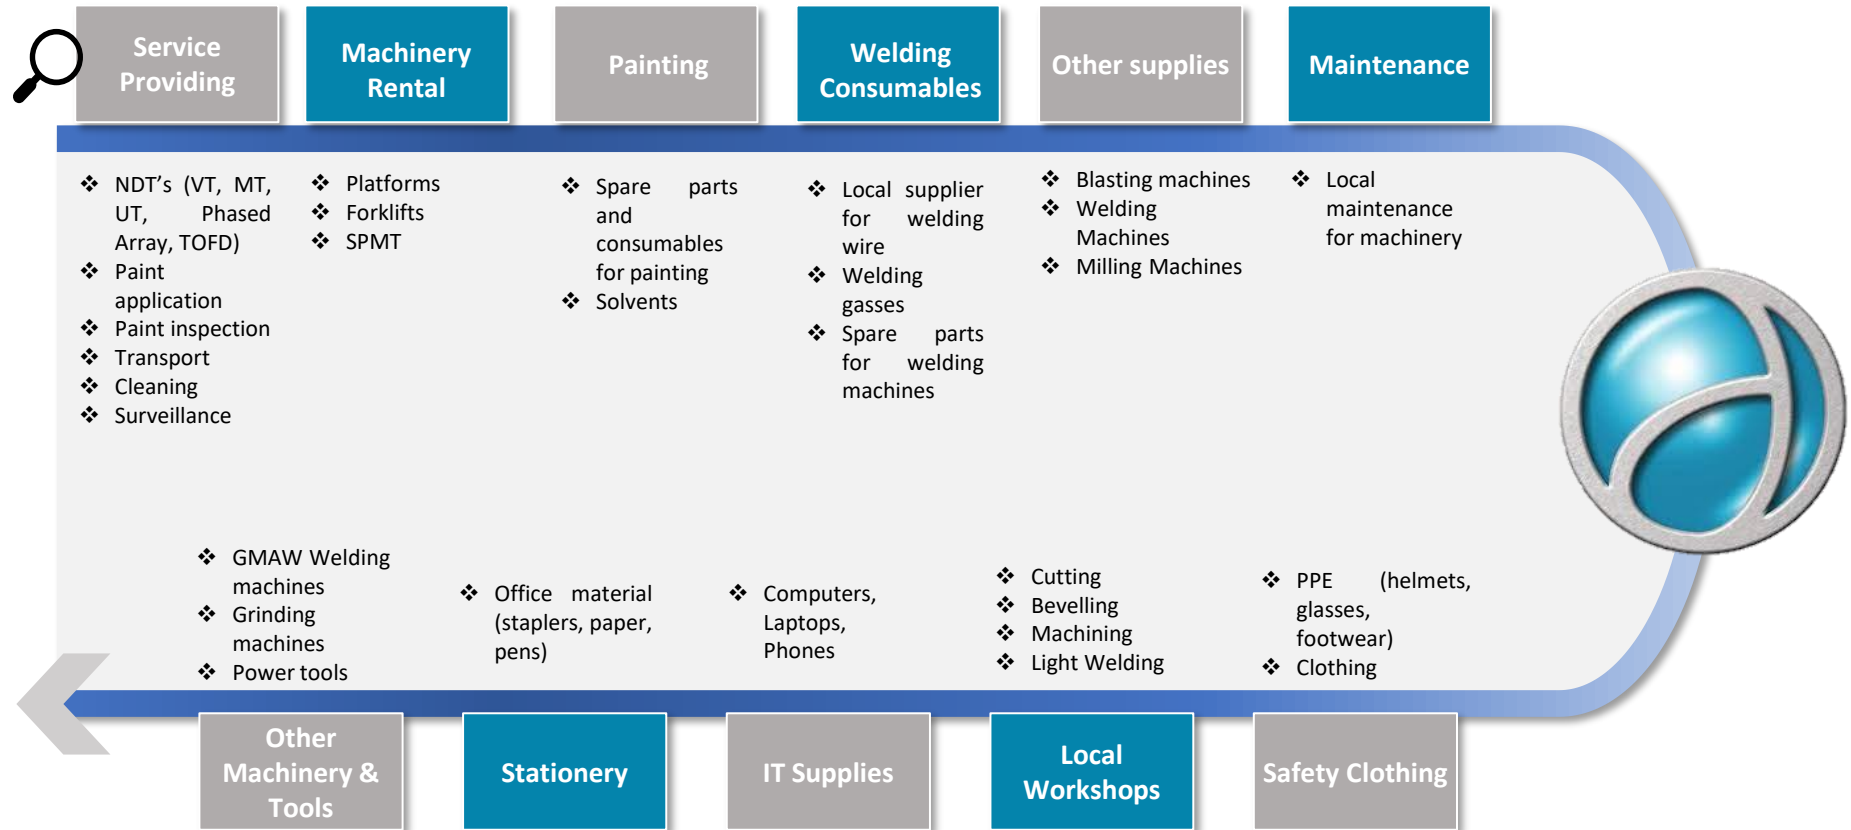 Service
Providing
Machinery
Rental
Painting
Welding
Consumables
Other supplies
Maintenance
❖ NDT's (VT, MT,
UT, Phased
Array, TOFD)
❖ Paint
application
❖ Paint inspection
❖ Transport
❖ Cleaning
❖ Surveillance
❖ Platforms
❖ Forklifts
❖ SPMT
❖ Spare parts
and
consumables
for painting
❖ Solvents
❖ Local supplier
for welding
wire
❖ Welding
gasses
❖ Spare parts
for welding
machines
❖ Blasting machines
❖ Welding
Machines
❖ Milling Machines
❖ Local
maintenance
for machinery
❖ GMAW Welding
machines
❖ Grinding
machines
❖ Power tools
❖ Office material
(staplers, paper,
pens)
❖ Computers,
Laptops,
Phones
❖ Cutting
❖ Bevelling
❖ Machining
❖ Light Welding
❖ PPE (helmets,
glasses,
footwear)
❖ Clothing
Other
Machinery &
Tools
Stationery
IT Supplies
Local
Workshops
Safety Clothing